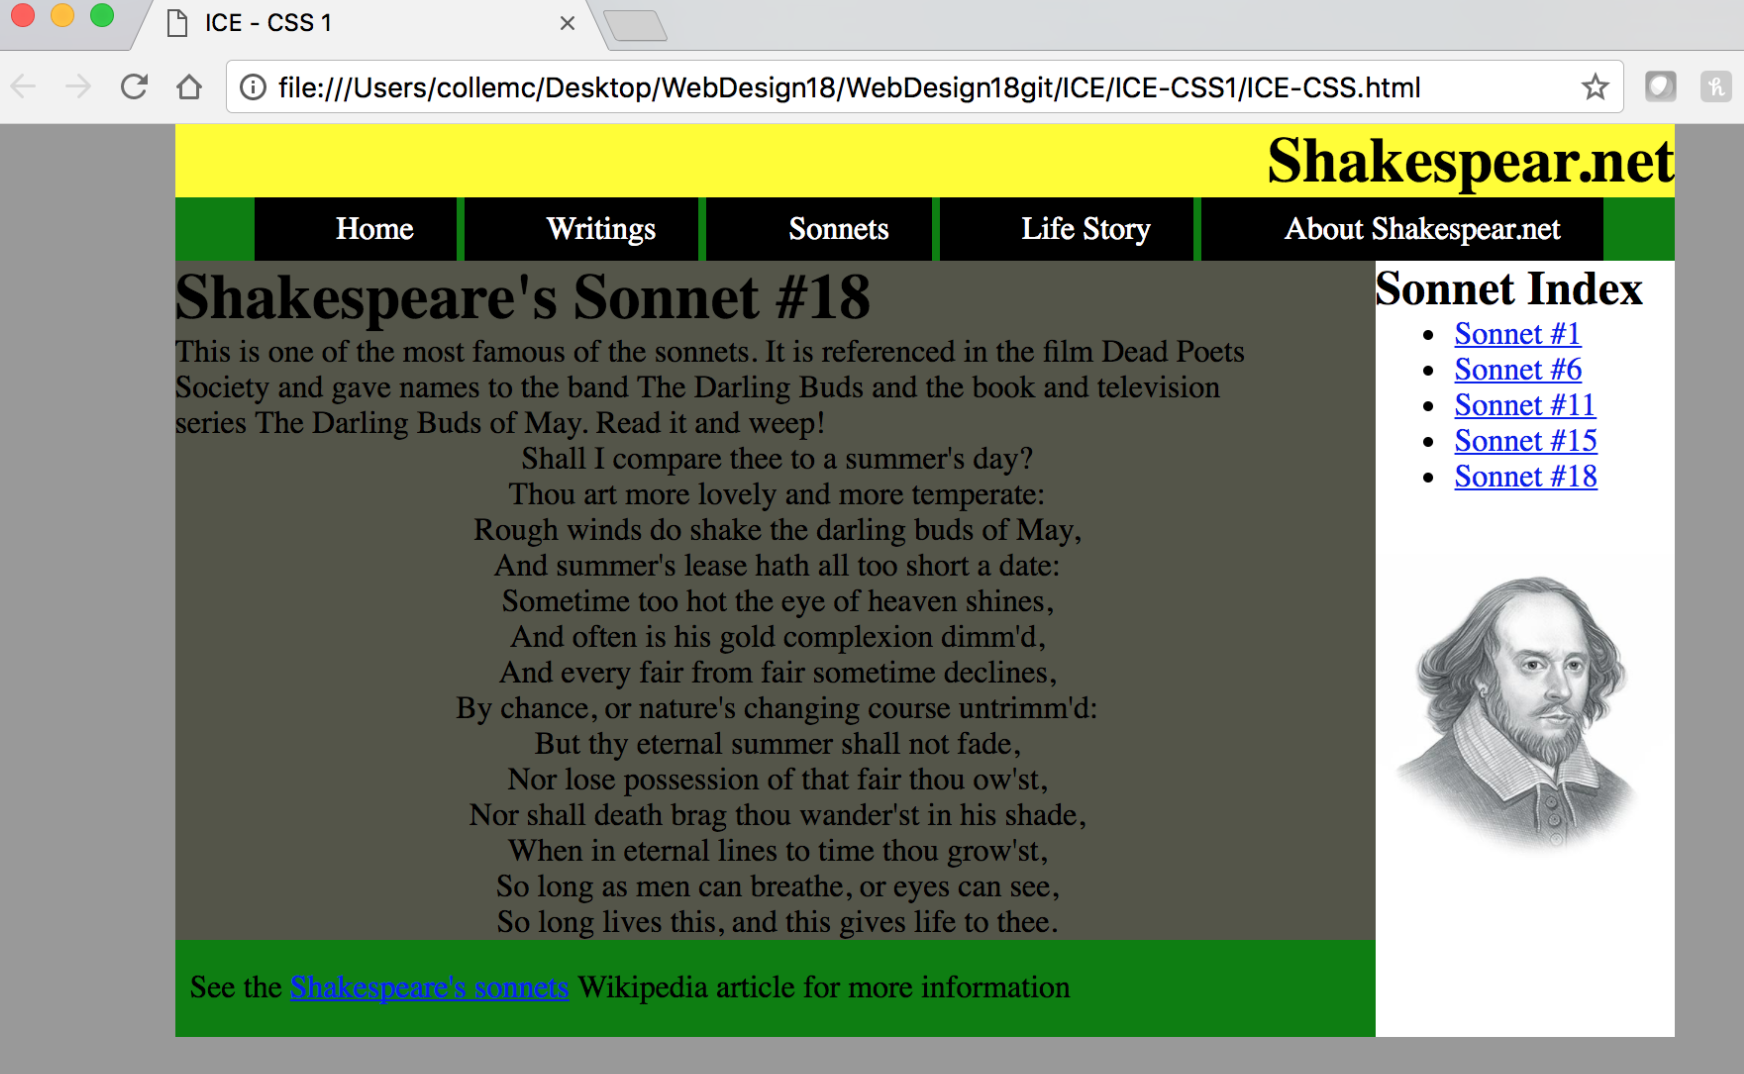 ICE - CSS 1
file:///Users/collemc/Desktop/WebDesign18/WebDesign18git/ICE/ICE-CSS1/ICE-CSS.html
Shakespear.net
Home Writings Sonnets Life Story About Shakespear.net
Shakespeare's Sonnet #18
This is one of the most famous of the sonnets. It is referenced in the film Dead Poets
Society and gave names to the band The Darling Buds and the book and television
series The Darling Buds of May. Read it and weep!
Shall I compare thee to a summer's day?
Thou art more lovely and more temperate:
Rough winds do shake the darling buds of May,
And summer's lease hath all too short a date:
Sometime too hot the eye of heaven shines,
And often is his gold complexion dimm'd,
And every fair from fair sometime declines,
By chance, or nature's changing course untrimm'd:
But thy eternal summer shall not fade,
Nor lose possession of that fair thou ow'st,
Nor shall death brag thou wander'st in his shade,
When in eternal lines to time thou grow'st,
So long as men can breathe, or eyes can see,
So long lives this, and this gives life to thee.
See the Shakespeare's sonnets Wikipedia article for more information
Sonnet Index
Sonnet #1
Sonnet #6
Sonnet #11
Sonnet #15
Sonnet #18